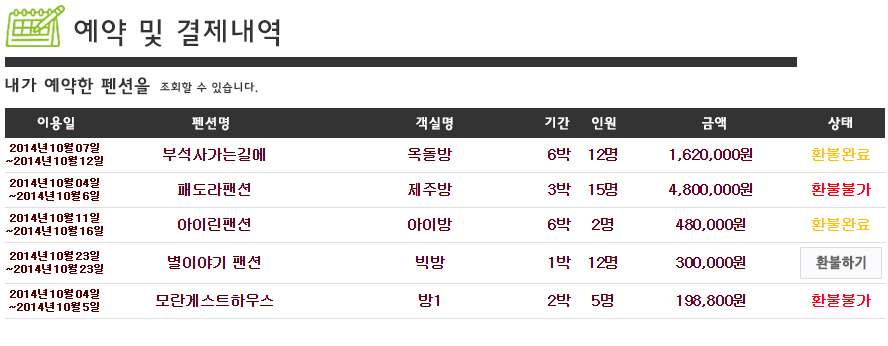 예약 및 결제내역
내가 예약한 펜션을 조회할 수 있습니다.
이용일 펜션명 객실명 기간 인원 금액 상태
2014년10월07일
~2014년10월12일 부석사가는길에 옥돌방 6박 12명 1,620,000원 환불완료
2014년10월04일
~2014년10월6일 패도라팬션 제주방 3박 15명 4,800,000원 환불불가
2014년10월11일
~2014년10월16일 아이린팬션 아이방 6박 2명 480,000원 환불완료
2014년10월23일
~2014년10월23일 별이야기 팬션 빅방 1박 12명 300,000원 환불하기
2014년10월04일
~2014년10월5일 모란게스트하우스 방1 2박 5명 198,800원 환불불가